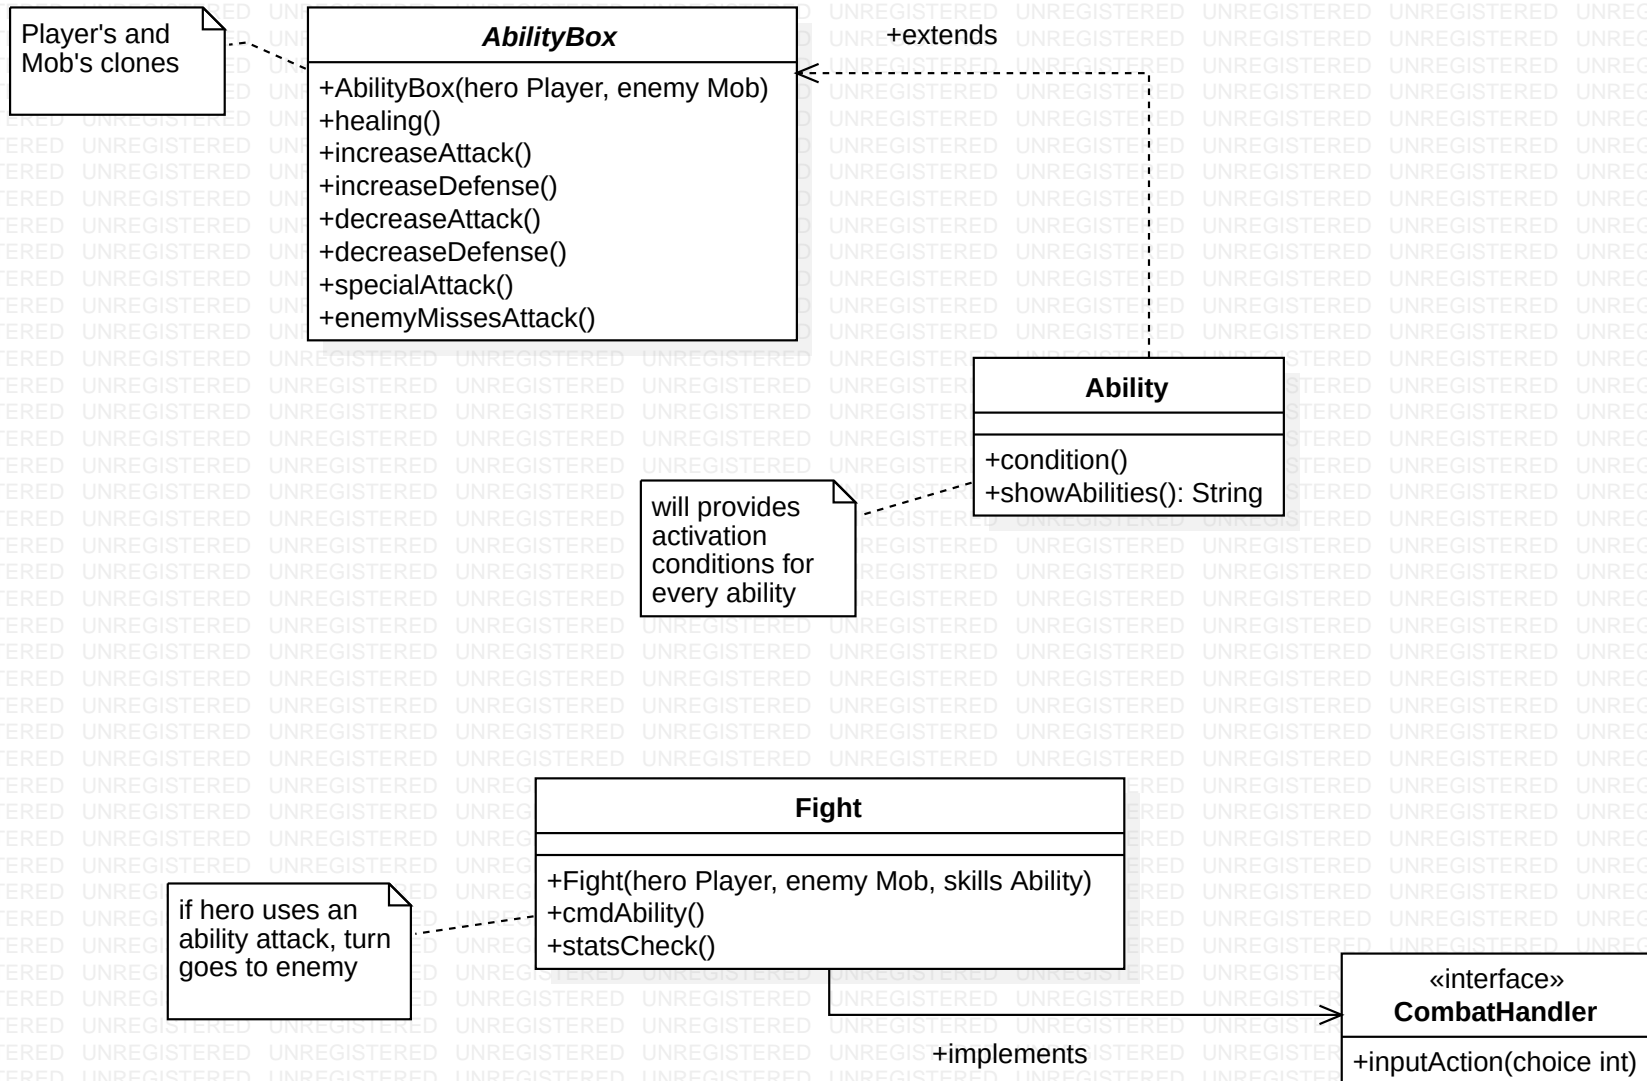 Player's and
Mob's clones
AbilityBox
+AbilityBox(hero Player, enemy Mob)
+healing()
+increaseAttack()
+increaseDefense()
+decreaseAttack()
+decreaseDefense()
+specialAttack()
+enemyMissesAttack()
+extends
Ability
+condition()
+showAbilities(): String
will provides
activation
conditions for
every ability
Fight
+Fight(hero Player, enemy Mob, skills Ability)
+cmdAbility()
+statsCheck()
if hero uses an
ability attack, turn
goes to enemy
+implements
«interface»
CombatHandler
+inputAction(choice int)
UNREGISTERED